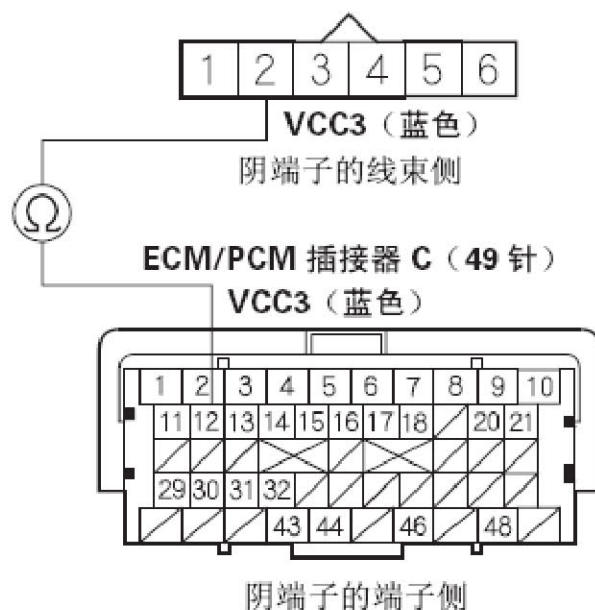 1 2 3 4 5 6
VCC3（蓝色）
阴端子的线束侧
Ω
ECM/PCM 插接器 C（49 针）
VCC3（蓝色）
1 2 3 4 5 6 7 8 9 10
11 12 13 14 15 16 17 18 20 21
29 30 31 32
43 44 46 48
阴端子的端子侧